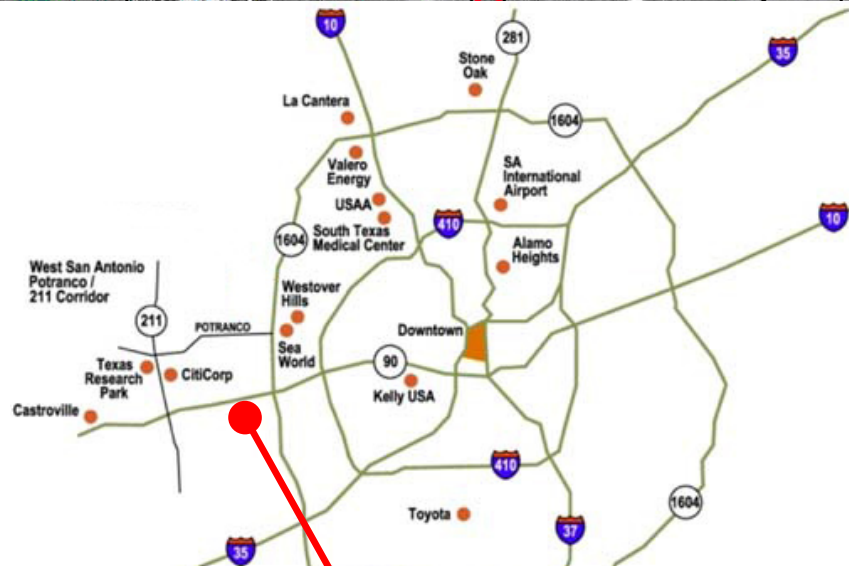 10
281
35
Stone
Oak
La Cantera
1604
Valero
Energy
SA
International
Airport
USAA
410
10
South Texas
Medical Center
1604
Alamo
Heights
West San Antonio
Potranco /
211 Corridor
Westover
Hills
211
POTRANCO
Downtown
Sea
World
90
Texas
Research
Park
CitiCorp
Kelly USA
Castroville
410
1604
Toyota
37
35